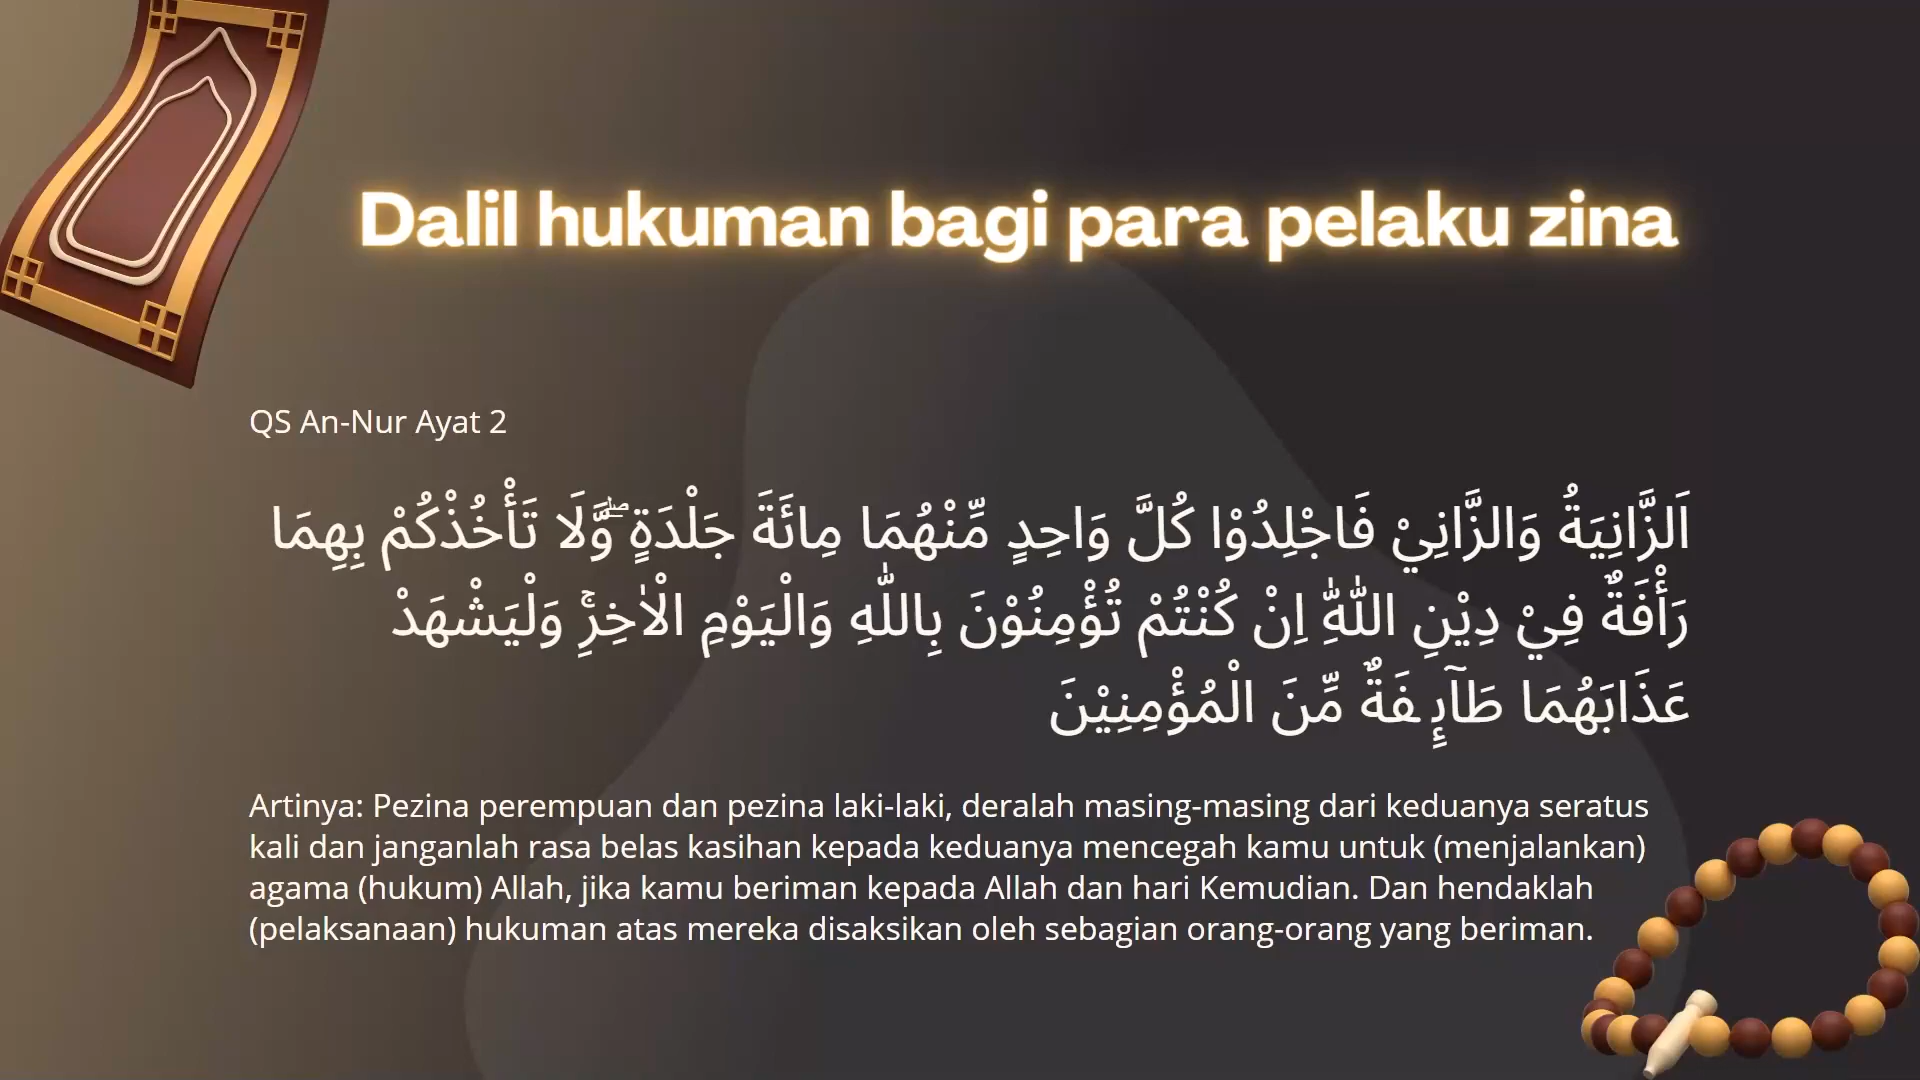 Dalil hukuman bagi para pelaku zina
QS An-Nur Ayat 2
اَلزَّانِيَةُ وَالزَّانِيْ فَاجْلِدُوْا كُلَّ وَاحِدٍ مِّنْهُمَا مِائَةَ جَلْدَةٍ ۖوَّلَا تَأْخُذْكُمْ بِهِمَا
رَأْفَةٌ فِيْ دِيْنِ اللّٰهِ اِنْ كُنْتُمْ تُؤْمِنُوْنَ بِاللّٰهِ وَالْيَوْمِ الْاٰخِرِۚ وَلْيَشْهَدْ
عَذَابَهُمَا طَآىِٕفَةٌ مِّنَ الْمُؤْمِنِيْنَ
Artinya: Pezina perempuan dan pezina laki-laki, deralah masing-masing dari keduanya seratus
kali dan janganlah rasa belas kasihan kepada keduanya mencegah kamu untuk (menjalankan)
agama (hukum) Allah, jika kamu beriman kepada Allah dan hari Kemudian. Dan hendaklah
(pelaksanaan) hukuman atas mereka disaksikan oleh sebagian orang-orang yang beriman.